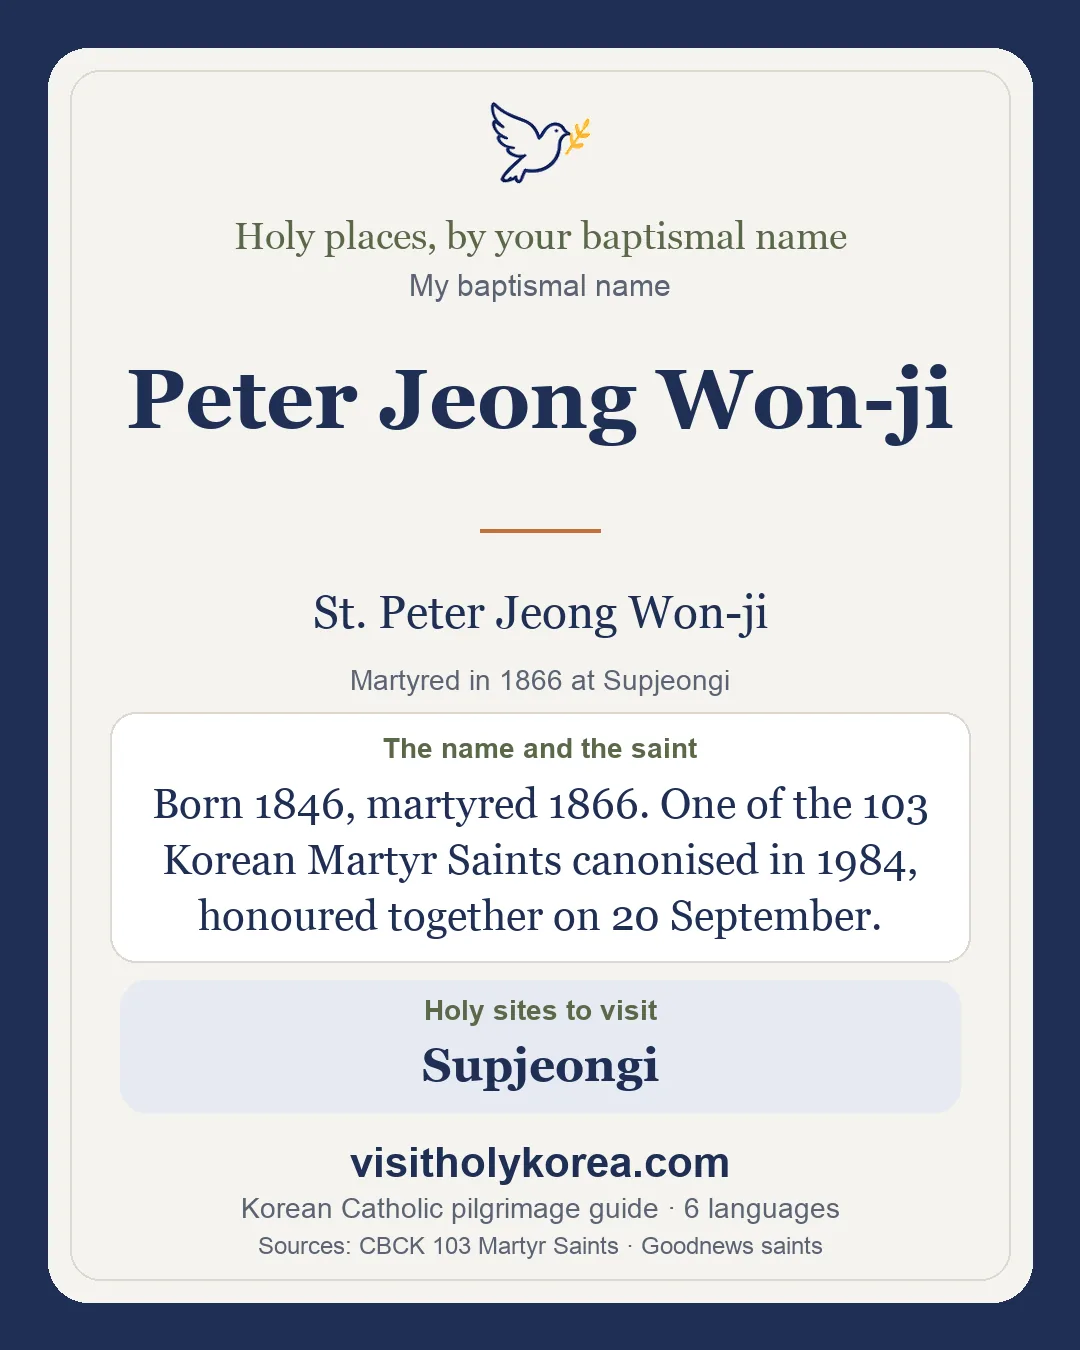 Holy places, by your baptismal name
My baptismal name
Peter Jeong Won-ji
St. Peter Jeong Won-ji
Martyred in 1866 at Supjeongi
The name and the saint
Born 1846, martyred 1866. One of the 103
Korean Martyr Saints canonised in 1984,
honoured together on 20 September.
Holy sites to visit
Supjeongi
visitholykorea.com
Korean Catholic pilgrimage guide · 6 languages
Sources: CBCK 103 Martyr Saints · Goodnews saints